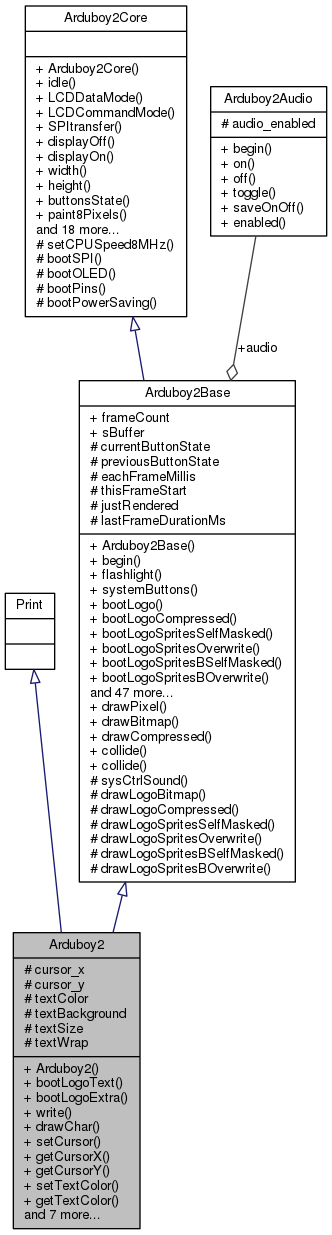 Arduboy2Core
+ Arduboy2Core()
+ idle()
+ LCDDataMode()
+ LCDCommandMode()
+ SPItransfer()
+ displayOff()
+ displayOn()
+ width()
+ height()
+ buttonsState()
+ paint8Pixels()
and 18 more...
# setCPUSpeed8MHz()
# bootSPI()
# bootOLED()
# bootPins()
# bootPowerSaving()
Arduboy2Audio
# audio_enabled
+ begin()
+ on()
+ off()
+ toggle()
+ saveOnOff()
+ enabled()
+audio
Arduboy2Base
+ frameCount
+ sBuffer
# currentButtonState
# previousButtonState
# eachFrameMillis
# thisFrameStart
# justRendered
# lastFrameDurationMs
+ Arduboy2Base()
+ begin()
+ flashlight()
+ systemButtons()
+ bootLogo()
+ bootLogoCompressed()
+ bootLogoSpritesSelfMasked()
+ bootLogoSpritesOverwrite()
+ bootLogoSpritesBSelfMasked()
+ bootLogoSpritesBOverwrite()
and 47 more...
+ drawPixel()
+ drawBitmap()
+ drawCompressed()
+ collide()
+ collide()
# sysCtrlSound()
# drawLogoBitmap()
# drawLogoCompressed()
# drawLogoSpritesSelfMasked()
# drawLogoSpritesOverwrite()
# drawLogoSpritesBSelfMasked()
# drawLogoSpritesBOverwrite()
Print
Arduboy2
# cursor_x
# cursor_y
# textColor
# textBackground
# textSize
# textWrap
+ Arduboy2()
+ bootLogoText()
+ bootLogoExtra()
+ write()
+ drawChar()
+ setCursor()
+ getCursorX()
+ getCursorY()
+ setTextColor()
+ getTextColor()
and 7 more...